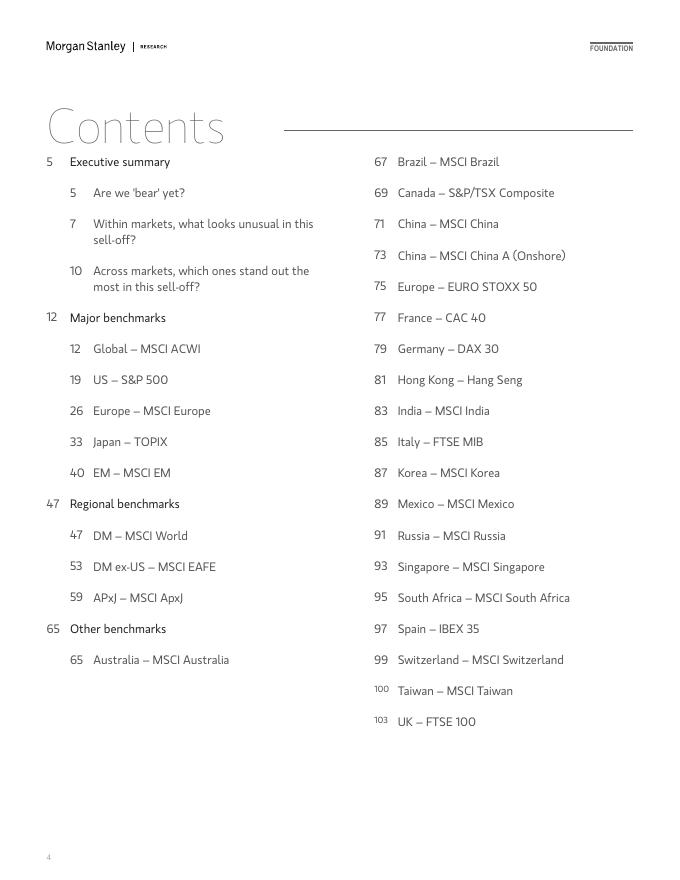 Morgan Stanley | RESEARCH
FOUNDATION
Contents
5 Executive summary
5 Are we 'bear' yet?
7 Within markets, what looks unusual in this
sell-off?
10 Across markets, which ones stand out the
most in this sell-off?
12 Major benchmarks
12 Global – MSCI ACWI
19 US – S&P 500
26 Europe – MSCI Europe
33 Japan – TOPIX
40 EM – MSCI EM
47 Regional benchmarks
47 DM – MSCI World
53 DM ex-US – MSCI EAFE
59 APxJ – MSCI ApxJ
65 Other benchmarks
65 Australia – MSCI Australia
67 Brazil – MSCI Brazil
69 Canada – S&P/TSX Composite
71 China – MSCI China
73 China – MSCI China A (Onshore)
75 Europe – EURO STOXX 50
77 France – CAC 40
79 Germany – DAX 30
81 Hong Kong – Hang Seng
83 India – MSCI India
85 Italy – FTSE MIB
87 Korea – MSCI Korea
89 Mexico – MSCI Mexico
91 Russia – MSCI Russia
93 Singapore – MSCI Singapore
95 South Africa – MSCI South Africa
97 Spain – IBEX 35
99 Switzerland – MSCI Switzerland
100 Taiwan – MSCI Taiwan
103 UK – FTSE 100
4